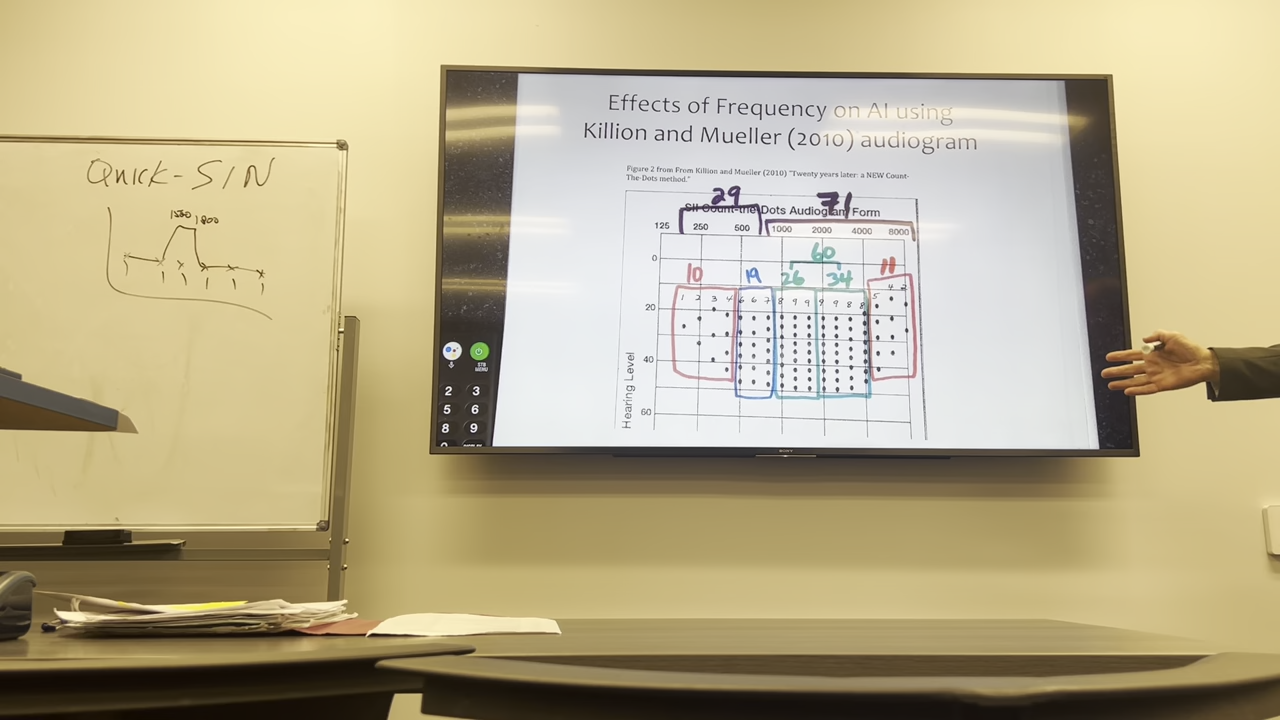 Quick-SIN
1500 1800
Effects of Frequency on AI using
Killion and Mueller (2010) audiogram
Figure 2 from From Killion and Mueller (2010) "Twenty years later: a NEW Count-
The-Dots method."
29 71
SII Count-the Dots Audiogram Form
125 250 500 1000 2000 4000 8000
60
10 19 26 34 11
1 2 3 4 6 6 7 8 9 9 9 9 8 8 5 4 2
0
20
40
60
Hearing Level
STB
MENU
2 3
5 6
8 9
SONY